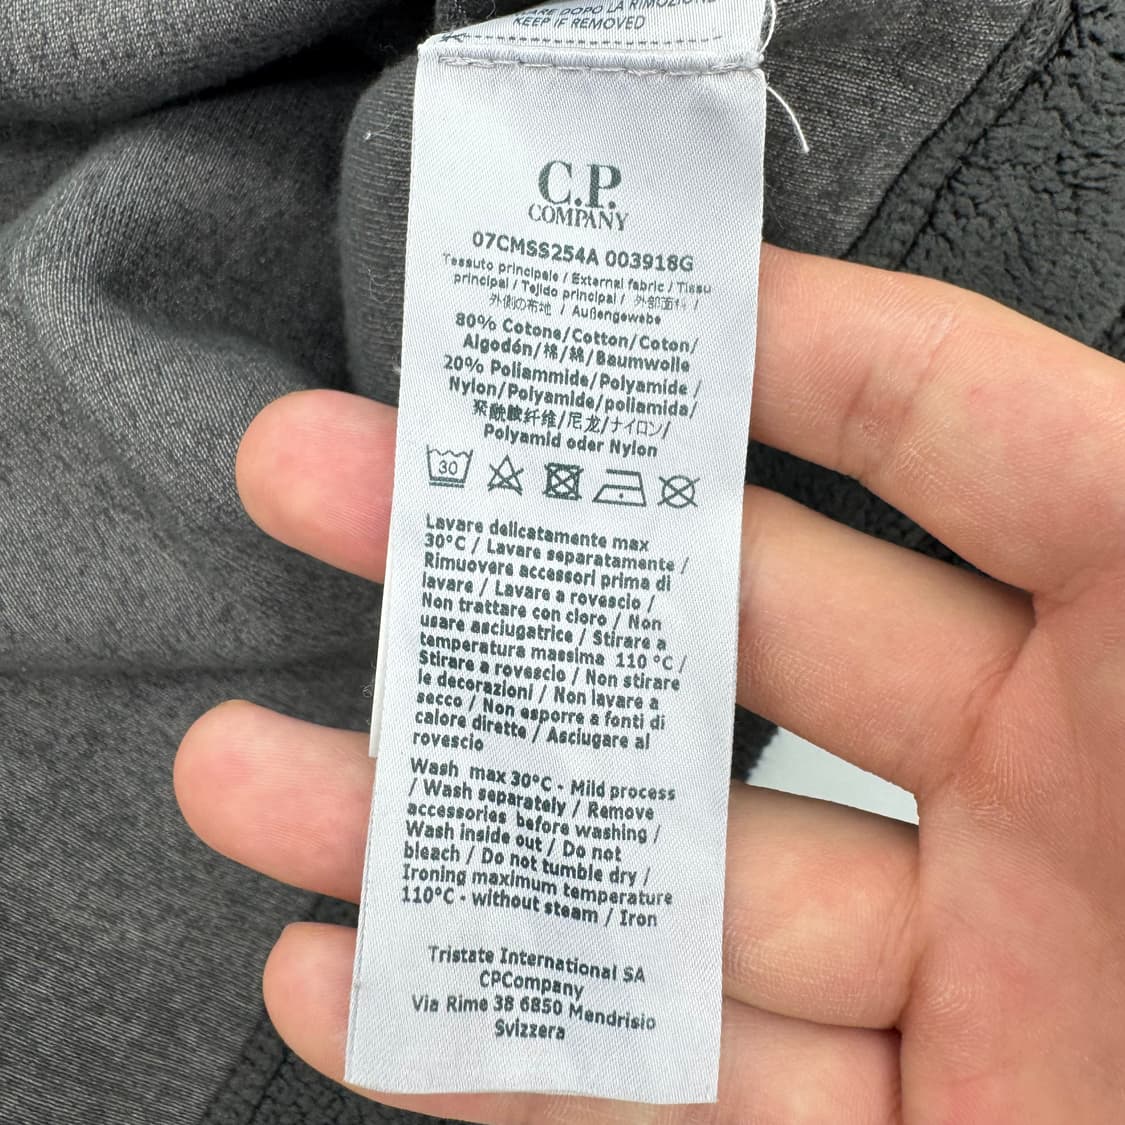 ARE DOPO LA RIMOZIONE
KEEP IF REMOVED
C.P.
COMPANY
07CMSS254A 003918G
Tessuto principale / External fabric / Tissu
principal / Tejido principal / 外部面料 /
外側の布地 / Außengewebe
80% Cotone/Cotton/Coton/
Algodón/棉/綿/Baumwolle
20% Poliammide/Polyamide /
Nylon/Polyamide/poliamida/
聚酰胺纤维/尼龙/ナイロン/
Polyamid oder Nylon
30
Lavare delicatamente max
30°C / Lavare separatamente /
Rimuovere accessori prima di
lavare / Lavare a rovescio /
Non trattare con cloro / Non
usare asciugatrice / Stirare a
temperatura massima 110 °C /
Stirare a rovescio / Non stirare
le decorazioni / Non lavare a
secco / Non esporre a fonti di
calore dirette / Asciugare al
rovescio
Wash max 30°C - Mild process
/ Wash separately / Remove
accessories before washing /
Wash inside out / Do not
bleach / Do not tumble dry /
Ironing maximum temperature
110°C - without steam / Iron
Tristate International SA
CPCompany
Via Rime 38 6850 Mendrisio
Svizzera